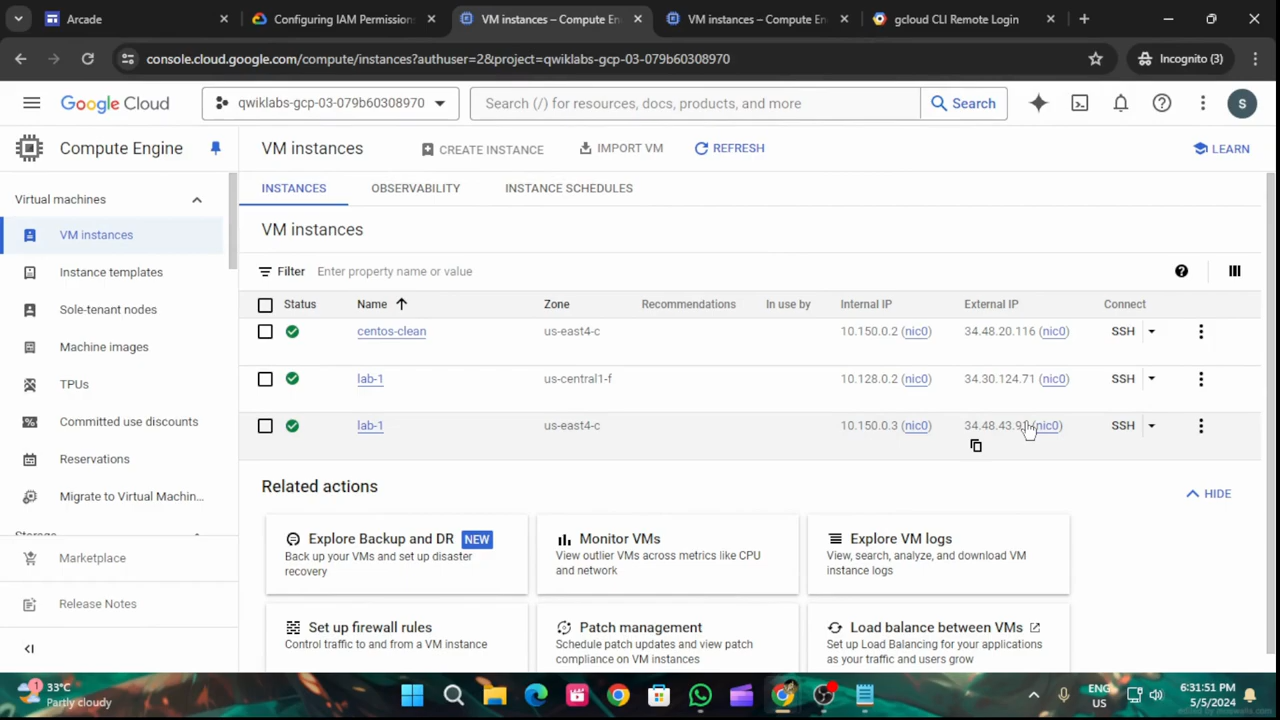 Arcade
Configuring IAM Permission
VM instances – Compute En
VM instances – Compute En
gcloud CLI Remote Login
console.cloud.google.com/compute/instances?authuser=2&project=qwiklabs-gcp-03-079b60308970
Incognito (3)
Google Cloud
qwiklabs-gcp-03-079b60308970
Search (/) for resources, docs, products, and more
Search
S
Compute Engine
VM instances
CREATE INSTANCE
IMPORT VM
REFRESH
LEARN
Virtual machines
VM instances
Instance templates
Sole-tenant nodes
Machine images
TPUs
Committed use discounts
Reservations
Migrate to Virtual Machin...
Marketplace
Release Notes
INSTANCES OBSERVABILITY INSTANCE SCHEDULES
VM instances
Filter Enter property name or value
Status Name Zone Recommendations In use by Internal IP External IP Connect
centos-clean us-east4-c 10.150.0.2 (nic0) 34.48.20.116 (nic0) SSH
lab-1 us-central1-f 10.128.0.2 (nic0) 34.30.124.71 (nic0) SSH
lab-1 us-east4-c 10.150.0.3 (nic0) (nic0) SSH
Related actions
HIDE
Explore Backup and DR NEW
Back up your VMs and set up disaster
recovery
Monitor VMs
View outlier VMs across metrics like CPU
and network
Explore VM logs
View, search, analyze, and download VM
instance logs
Set up firewall rules
Control traffic to and from a VM instance
Patch management
Schedule patch updates and view patch
compliance on VM instances
Load balance between VMs
Set up Load Balancing for your applications
as your traffic and users grow
1
33°C
Partly cloudy
ENG
US
6:31:51 PM
5/5/2024